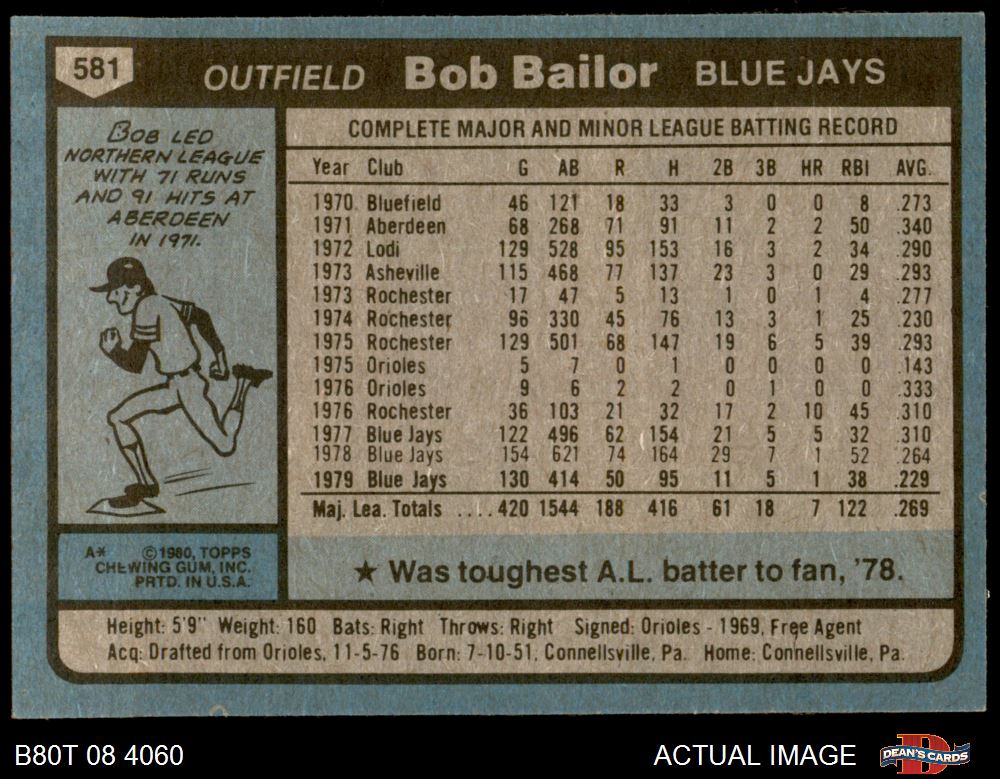 581 OUTFIELD Bob Bailor BLUE JAYS
BOB LED
NORTHERN LEAGUE
WITH 71 RUNS
AND 91 HITS AT
ABERDEEN
IN 1971.
COMPLETE MAJOR AND MINOR LEAGUE BATTING RECORD
Year Club G AB R H 2B 3B HR RBI AVG.
1970 Bluefield 46 121 18 33 3 0 0 8 .273
1971 Aberdeen 68 268 71 91 11 2 2 50 .340
1972 Lodi 129 528 95 153 16 3 2 34 .290
1973 Asheville 115 468 77 137 23 3 0 29 .293
1973 Rochester 17 47 5 13 1 0 1 4 .277
1974 Rochester 96 330 45 76 13 3 1 25 .230
1975 Rochester 129 501 68 147 19 6 5 39 .293
1975 Orioles 5 7 0 1 0 0 0 0 .143
1976 Orioles 9 6 2 2 0 1 0 0 .333
1976 Rochester 36 103 21 32 17 2 10 45 .310
1977 Blue Jays 122 496 62 154 21 5 5 32 .310
1978 Blue Jays 154 621 74 164 29 7 1 52 .264
1979 Blue Jays 130 414 50 95 11 5 1 38 .229
Maj. Lea. Totals ....420 1544 188 416 61 18 7 122 .269
A* ©1980, TOPPS
CHEWING GUM, INC.
PRTD. IN U.S.A.
★ Was toughest A.L. batter to fan, '78.
Height: 5'9" Weight: 160 Bats: Right Throws: Right Signed: Orioles - 1969, Free Agent
Acq: Drafted from Orioles, 11-5-76 Born: 7-10-51, Connellsville, Pa. Home: Connellsville, Pa.
B80T 08 4060 ACTUAL IMAGE DEAN'S CARDS